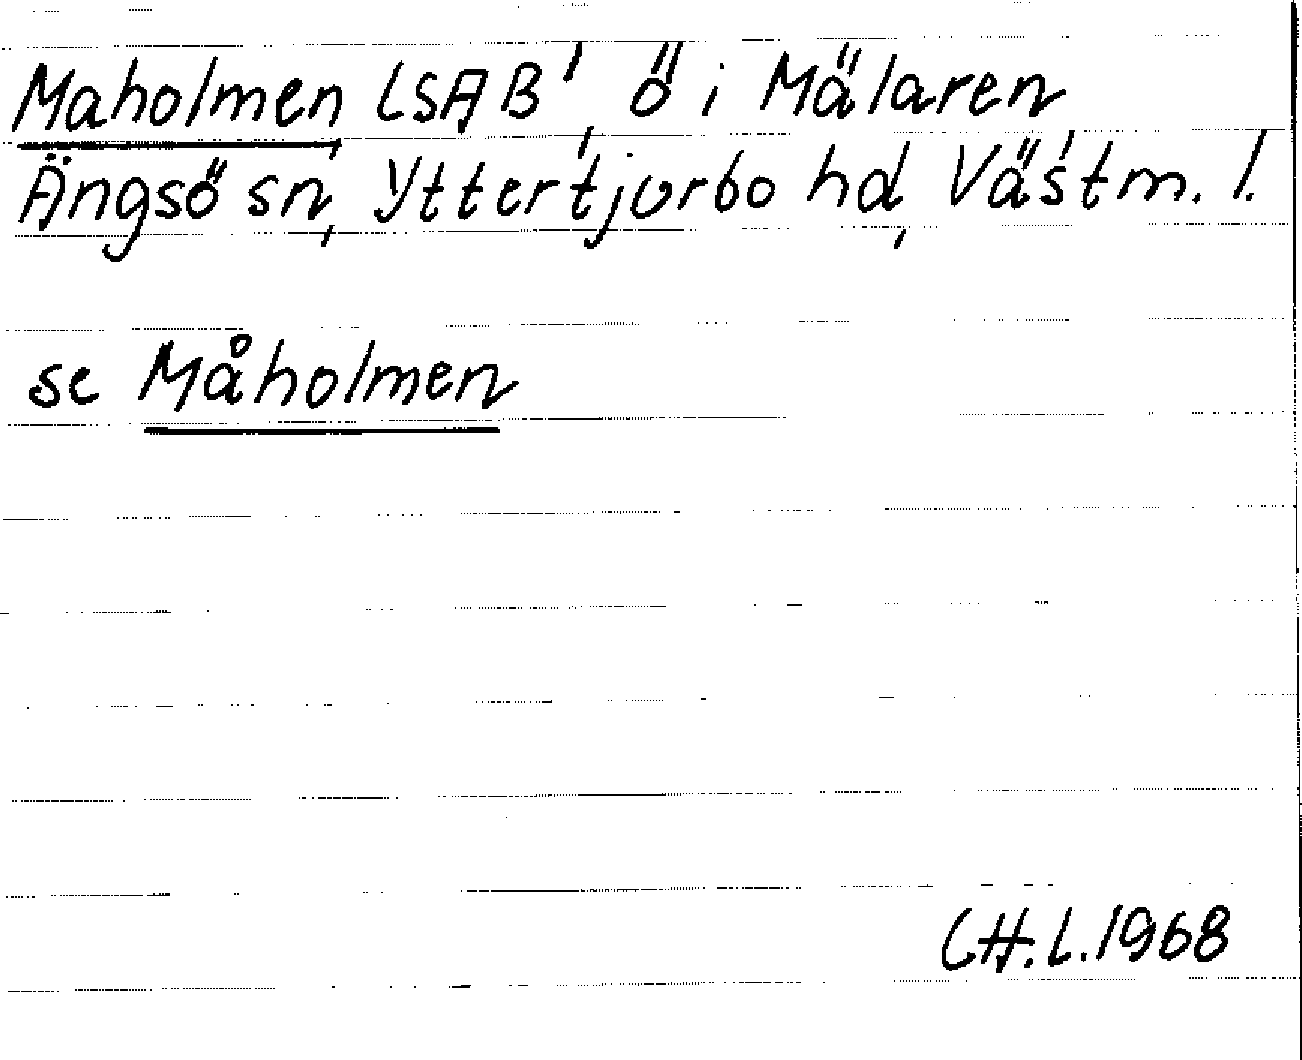 Maholmen, LSAB', ö i Mälaren
Ängsö sn, Yttertjurbo hd, Västm. l.
se Måholmen
CH.L.1968